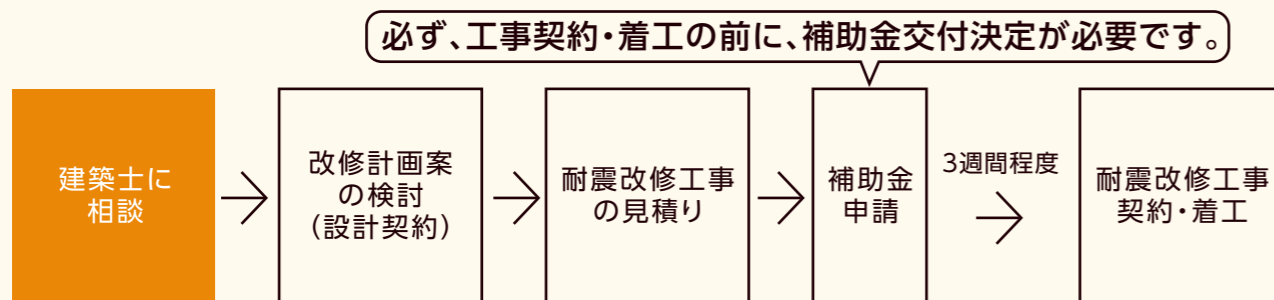 必ず、工事契約・着工の前に、補助金交付決定が必要です。
建築士に
相談
改修計画案
の検討
（設計契約）
耐震改修工事
の見積り
補助金
申請
3週間程度
耐震改修工事
契約・着工